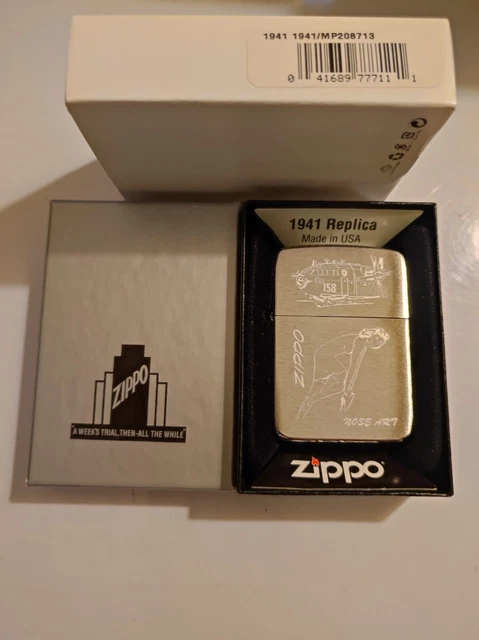 1941 1941/MP208713
0 41689 77711 1
1941 Replica
Made in USA
158
ZIPPO
NOSE ART
zippo
ZIPPO
"A WEEK'S TRIAL, THEN-ALL THE WHILE"